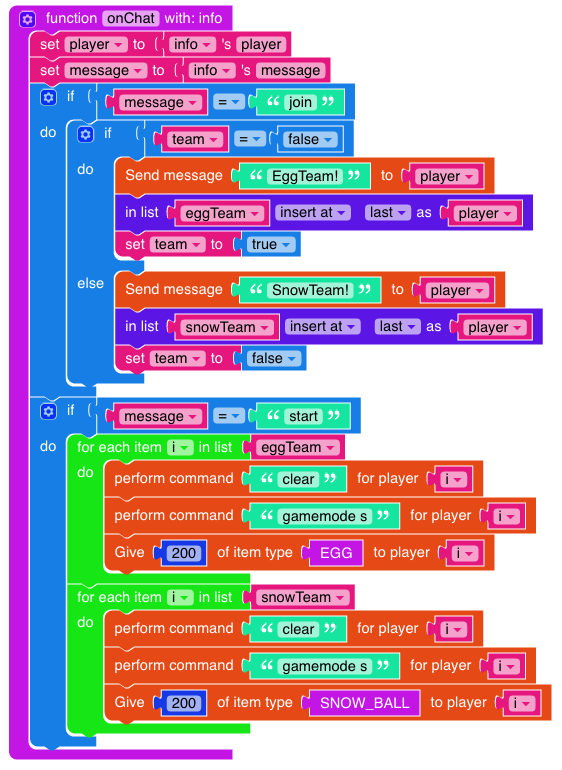 function onChat with: info
set player to info 's player
set message to info 's message
if message = “ join ”
do if team = false
do Send message “ EggTeam! ” to player
in list eggTeam insert at last as player
set team to true
else Send message “ SnowTeam! ” to player
in list snowTeam insert at last as player
set team to false
if message = “ start ”
do for each item i in list eggTeam
do perform command “ clear ” for player i
perform command “ gamemode s ” for player i
Give 200 of item type EGG to player i
for each item i in list snowTeam
do perform command “ clear ” for player i
perform command “ gamemode s ” for player i
Give 200 of item type SNOW_BALL to player i